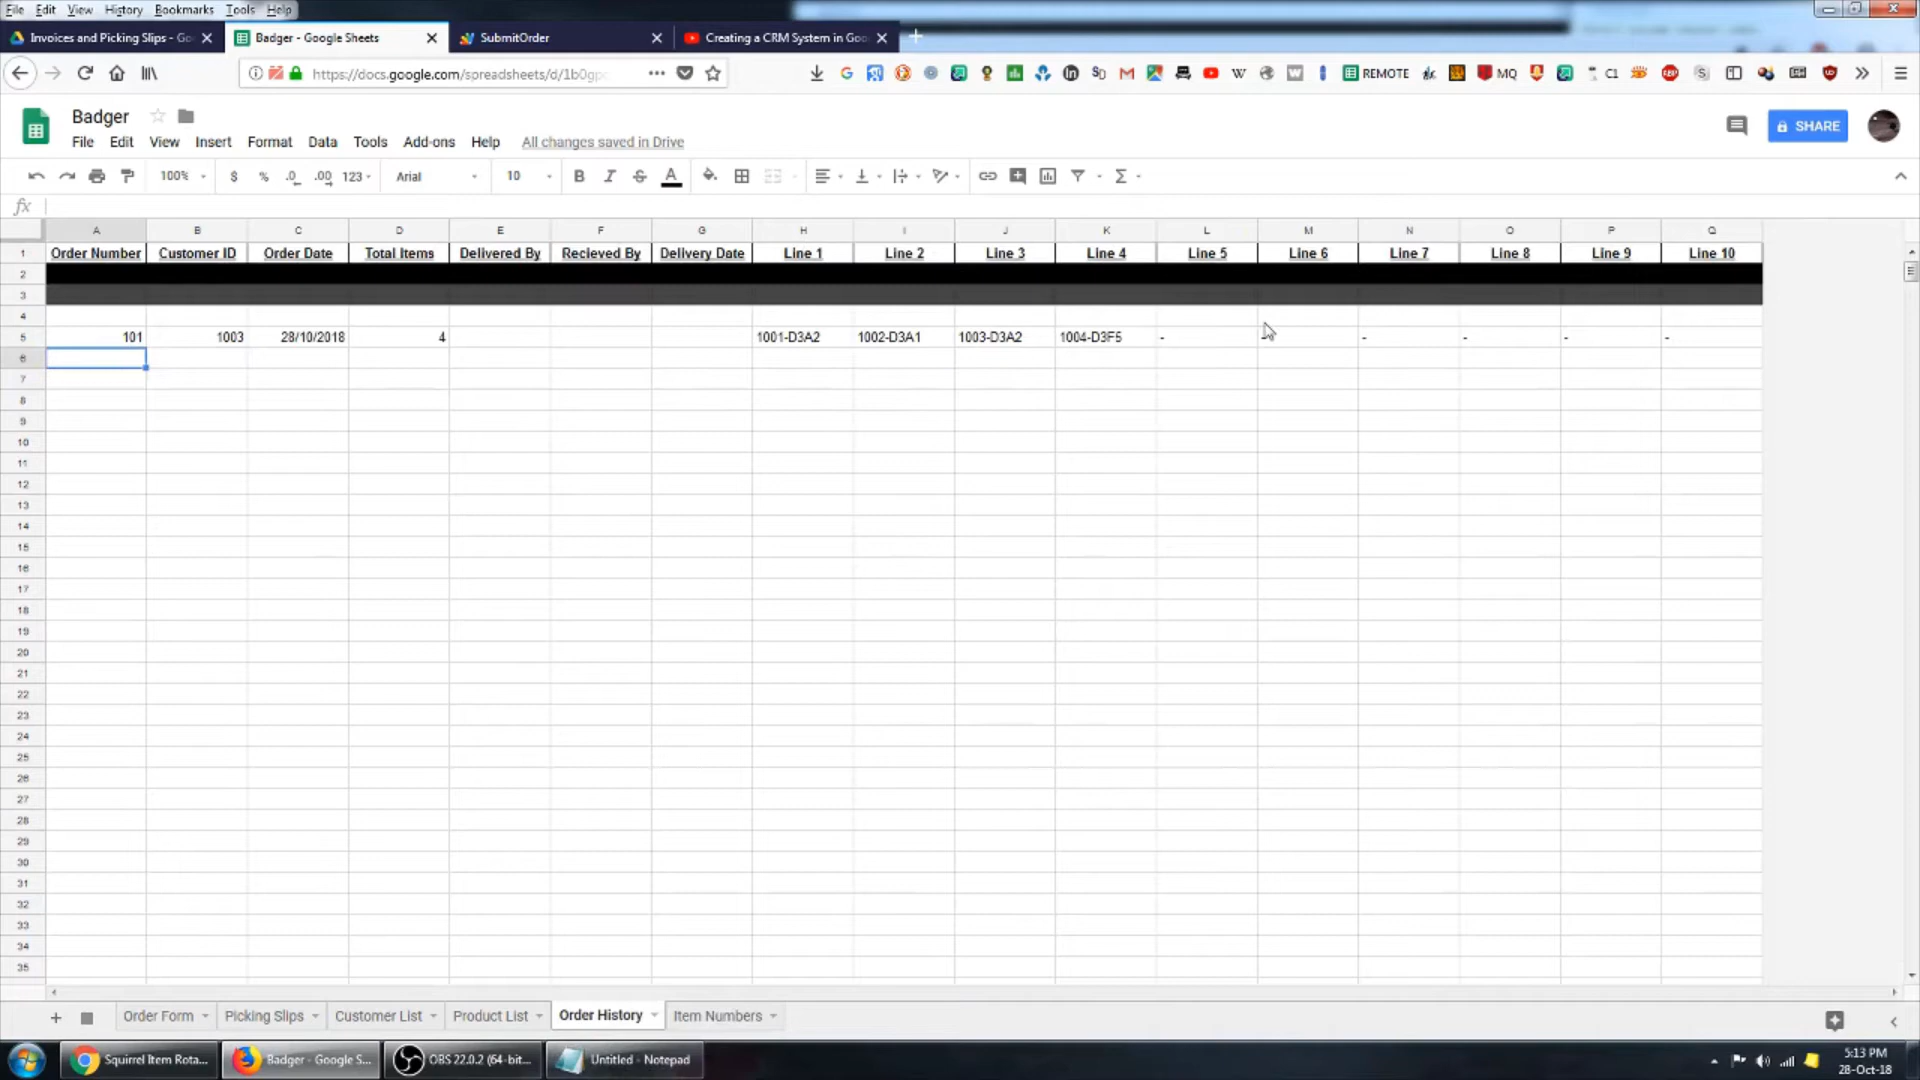 File Edit View History Bookmarks Tools Help
Invoices and Picking Slips - Go
Badger - Google Sheets
SubmitOrder
Creating a CRM System in Goo
https://docs.google.com/spreadsheets/d/1b0gp
REMOTE
MQ
C1
Badger
File Edit View Insert Format Data Tools Add-ons Help All changes saved in Drive
SHARE
100% $ % .0 .00 123 Arial 10 B I S A Σ
fx
A B C D E F G H I J K L M N O P Q
1 Order Number Customer ID Order Date Total Items Delivered By Recieved By Delivery Date Line 1 Line 2 Line 3 Line 4 Line 5 Line 6 Line 7 Line 8 Line 9 Line 10
2
3
4
5 101 1003 28/10/2018 4 1001-D3A2 1002-D3A1 1003-D3A2 1004-D3F5 - - - - - -
6
7
8
9
10
11
12
13
14
15
16
17
18
19
20
21
22
23
24
25
26
27
28
29
30
31
32
33
34
35
Order Form Picking Slips Customer List Product List Order History Item Numbers
Squirrel Item Rota...
Badger - Google S...
OBS 22.0.2 (64-bit...
Untitled - Notepad
5:13 PM
28-Oct-18